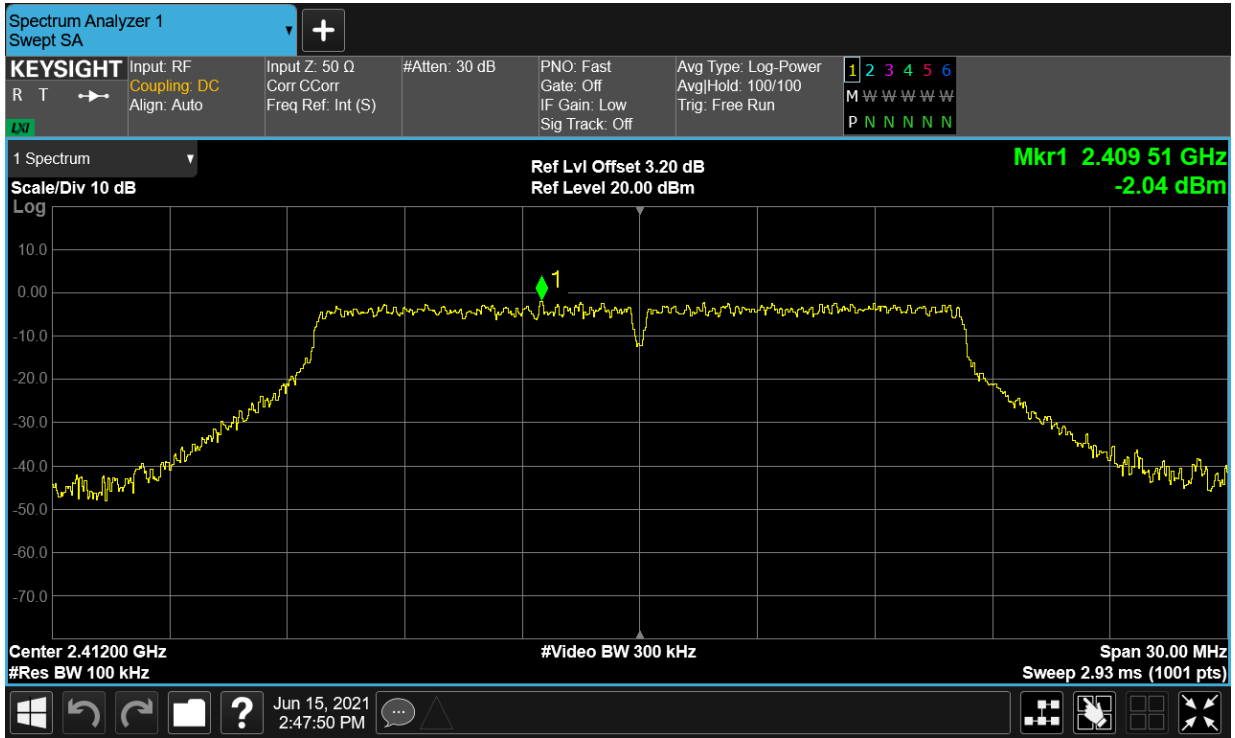 Spectrum Analyzer 1
Swept SA
KEYSIGHT
R T
LXI
Input: RF
Coupling: DC
Align: Auto
Input Z: 50 Ω
Corr CCorr
Freq Ref: Int (S)
#Atten: 30 dB
PNO: Fast
Gate: Off
IF Gain: Low
Sig Track: Off
Avg Type: Log-Power
Avg|Hold: 100/100
Trig: Free Run
1 2 3 4 5 6
M W W W W W
P N N N N N
1 Spectrum
Scale/Div 10 dB
Log
Ref Lvl Offset 3.20 dB
Ref Level 20.00 dBm
Mkr1 2.409 51 GHz
-2.04 dBm
10.0
0.00
-10.0
-20.0
-30.0
-40.0
-50.0
-60.0
-70.0
1
Center 2.41200 GHz
#Res BW 100 kHz
#Video BW 300 kHz
Span 30.00 MHz
Sweep 2.93 ms (1001 pts)
?
Jun 15, 2021
2:47:50 PM